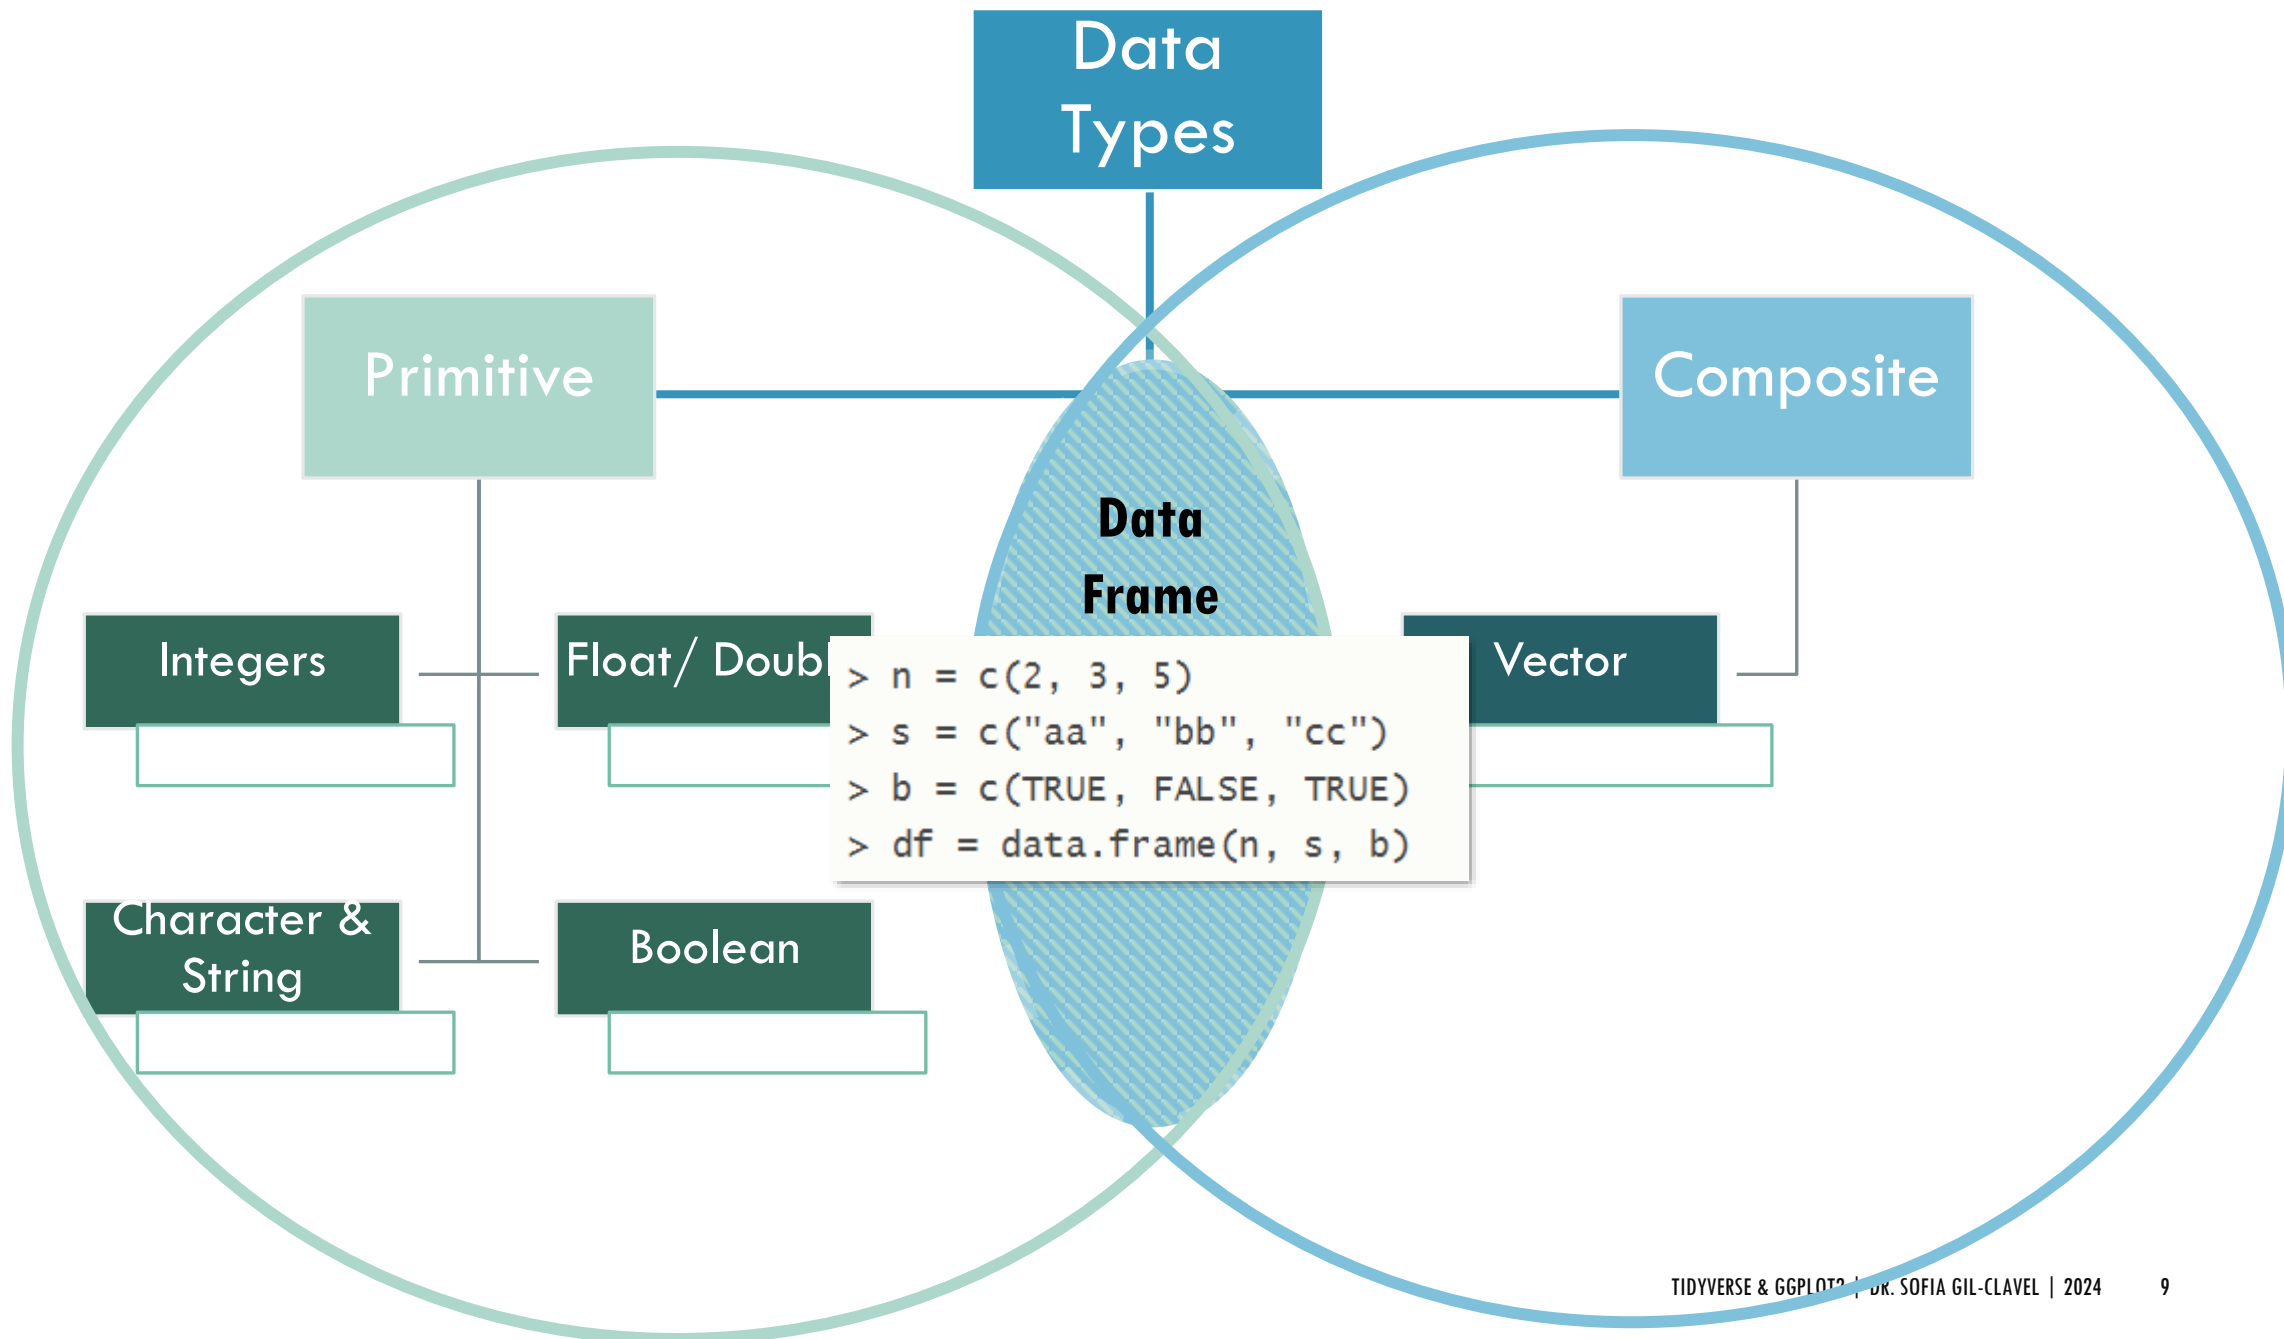 Data
Types
Primitive
Composite
Data
Frame
Integers
Float/ Doubl
Vector
> n = c(2, 3, 5)
> s = c("aa", "bb", "cc")
> b = c(TRUE, FALSE, TRUE)
> df = data.frame(n, s, b)
Character &
String
Boolean
TIDYVERSE & GGPLOT2 | DR. SOFIA GIL-CLAVEL | 2024 9